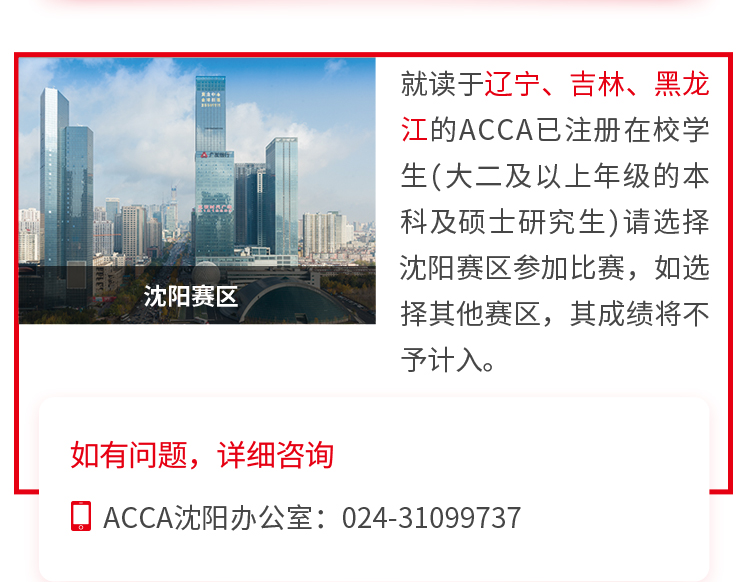 就读于辽宁、吉林、黑龙
江的ACCA已注册在校学
生(大二及以上年级的本
科及硕士研究生)请选择
沈阳赛区参加比赛，如选
择其他赛区，其成绩将不
予计入。
沈阳赛区
如有问题，详细咨询
ACCA沈阳办公室：024-31099737